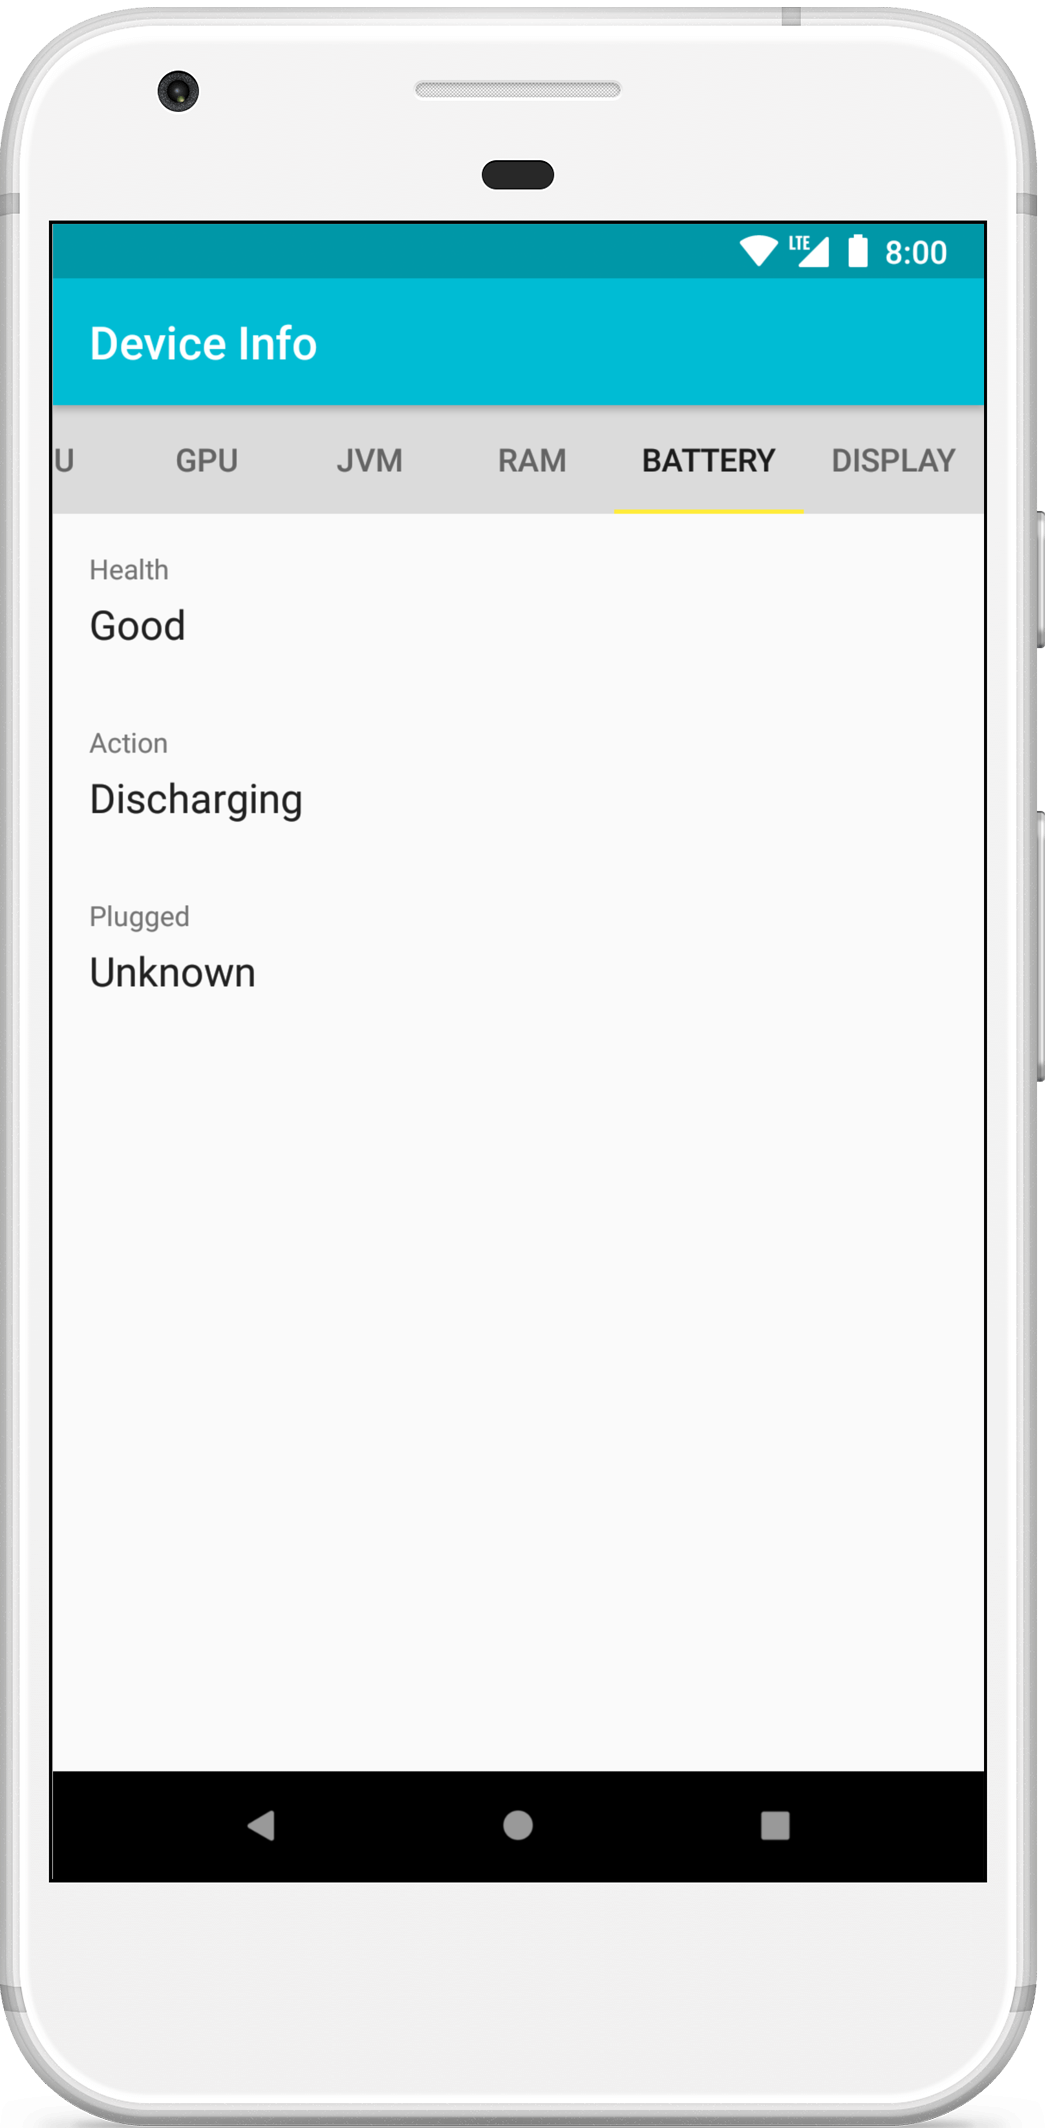 LTE 8:00
Device Info
U GPU JVM RAM BATTERY DISPLAY
Health
Good
Action
Discharging
Plugged
Unknown